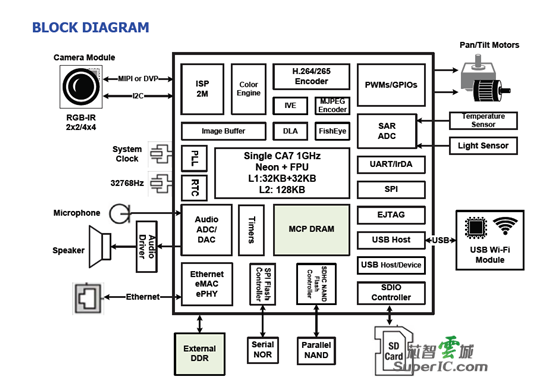 BLOCK DIAGRAM
Camera Module
RGB-IR
2x2/4x4
MIPI or DVP
I2C
ISP
2M
Color
Engine
H.264/265
Encoder
IVE
MJPEG
Encoder
Image Buffer
DLA
FishEye
PWMs/GPIOs
Pan/Tilt Motors
SAR
ADC
Temperature
Sensor
Light Sensor
System
Clock
PLL
32768Hz
RTC
Single CA7 1GHz
Neon + FPU
L1:32KB+32KB
L2: 128KB
UART/IrDA
SPI
EJTAG
USB Host
USB
USB Wi-Fi
Module
USB Host/Device
SDIO
Controller
Microphone
Speaker
Audio
Driver
Audio
ADC/
DAC
Timers
MCP DRAM
Ethernet
Ethernet
eMAC
ePHY
SPI Flash
Controller
SDHC NAND
Flash
Controller
External
DDR
Serial
NOR
Parallel
NAND
SD
Card
芯智雲城
SuperIC.com